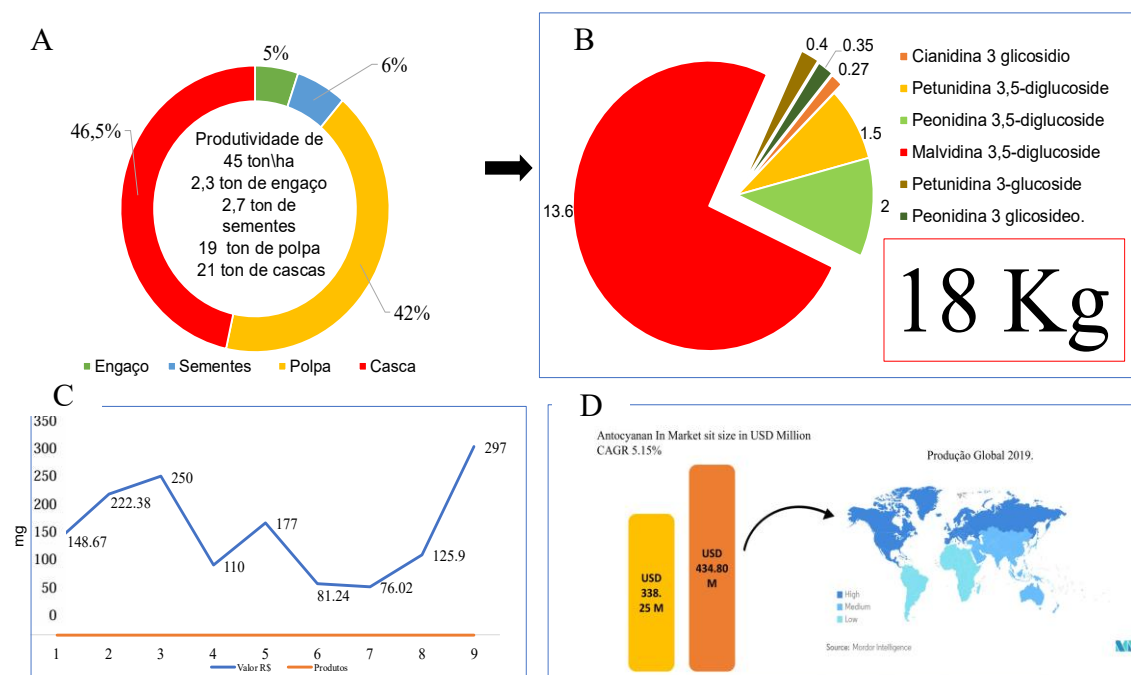 A
5%
6%
46,5%
42%
Produtividade de
45 ton\ha
2,3 ton de engaço
2,7 ton de
sementes
19 ton de polpa
21 ton de cascas
Engaço
Sementes
Polpa
Casca
B
0.4
0.35
0.27
1.5
2
13.6
Cianidina 3 glicosidio
Petunidina 3,5-diglucoside
Peonidina 3,5-diglucoside
Malvidina 3,5-diglucoside
Petunidina 3-glucoside
Peonidina 3 glicosideo.
18 Kg
C
350
300
250
200
150
100
50
0
mg
148.67
222.38
250
110
177
81.24
76.02
125.9
297
1 2 3 4 5 6 7 8 9
Valor R$
Produtos
D
Antocyanan In Market sit size in USD Million
CAGR 5.15%
USD
338.
25 M
USD
434.80
M
Produção Global 2019.
High
Medium
Low
Source: Mordor Intelligence